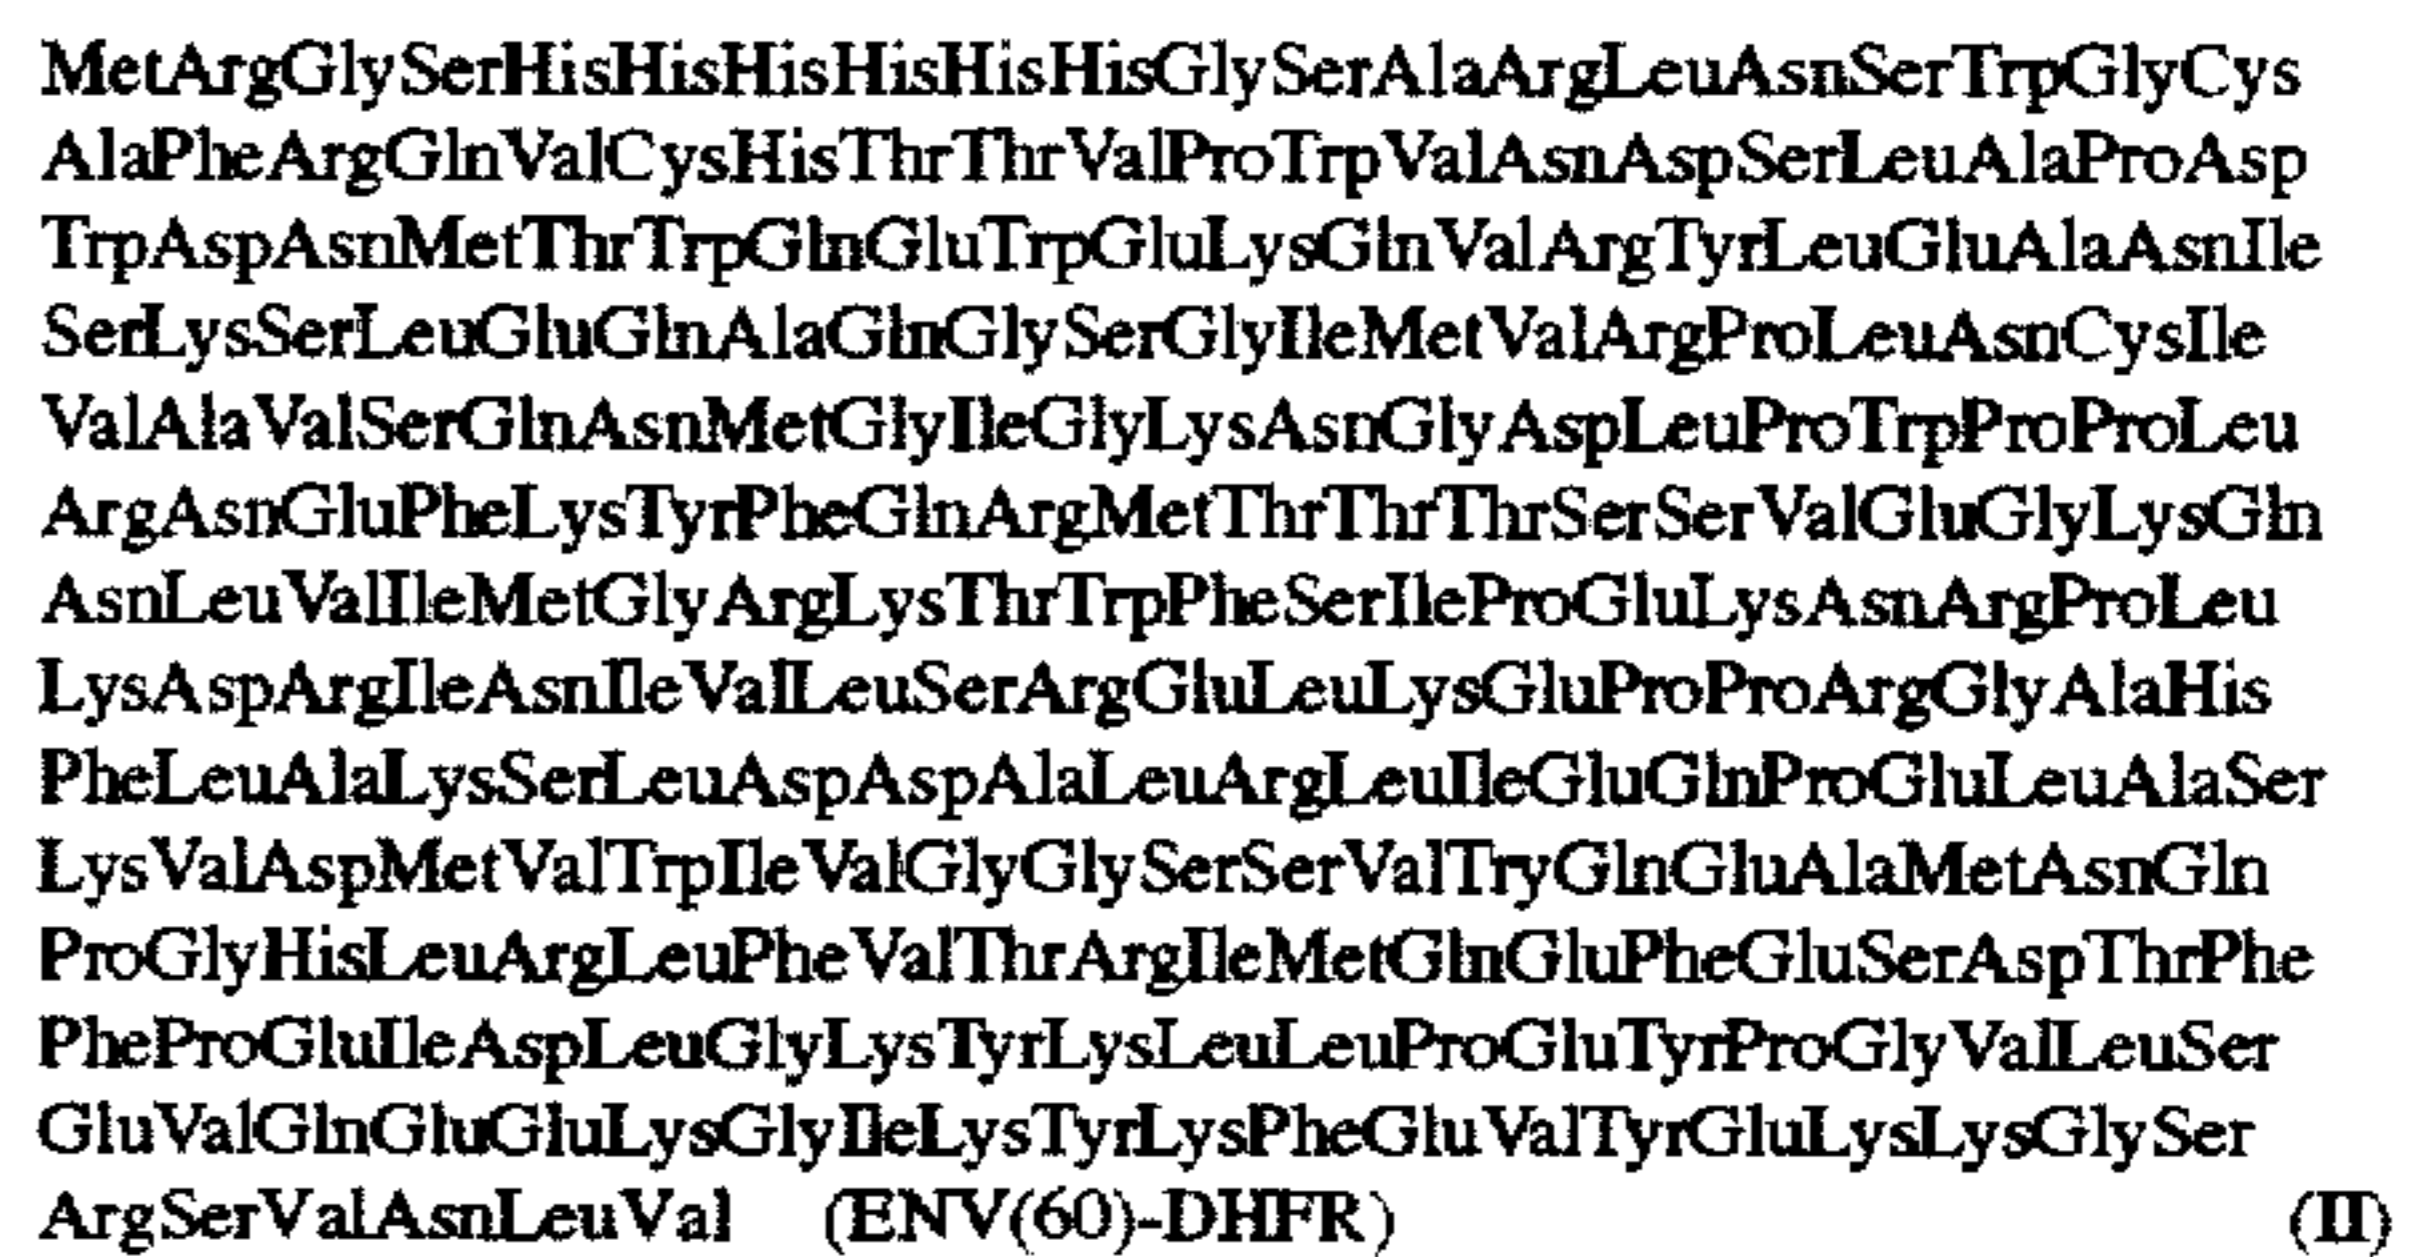 MetArgGlySerHisHisHisHisHisHisGlySerAlaArgLeuAsnSerTrpGlyCys
AlaPheArgGlnValCysHisThrThrValProTrpValAsnAspSerLeuAlaProAsp
TrpAspAsnMetThrTrpGlnGluTrpGluLysGlnValArgTyrLeuGluAlaAsnIle
SerLysSerLeuGluGlnAlaGlnGlySerGlyIleMetValArgProLeuAsnCysIle
ValAlaValSerGlnAsnMetGlyIleGlyLysAsnGlyAspLeuProTrpProProLeu
ArgAsnGluPheLysTyrPheGlnArgMetThrThrThrSerSerValGluGlyLysGln
AsnLeuValIleMetGlyArgLysThrTrpPheSerIleProGluLysAsnArgProLeu
LysAspArgIleAsnIleValLeuSerArgGluLeuLysGluProProArgGlyAlaHis
PheLeuAlaLysSerLeuAspAspAlaLeuArgLeuIleGluGlnProGluLeuAlaSer
LysValAspMetValTrpIleValGlyGlySerSerValTryGlnGluAlaMetAsnGln
ProGlyHisLeuArgLeuPheValThrArgIleMetGlnGluPheGluSerAspThrPhe
PheProGluIleAspLeuGlyLysTyrLysLeuLeuProGluTyrProGlyValLeuSer
GluValGlnGluGluLysGlyIleLysTyrLysPheGluValTyrGluLysLysGlySer
ArgSerValAsnLeuVal (ENV(60)-DHFR) (II)